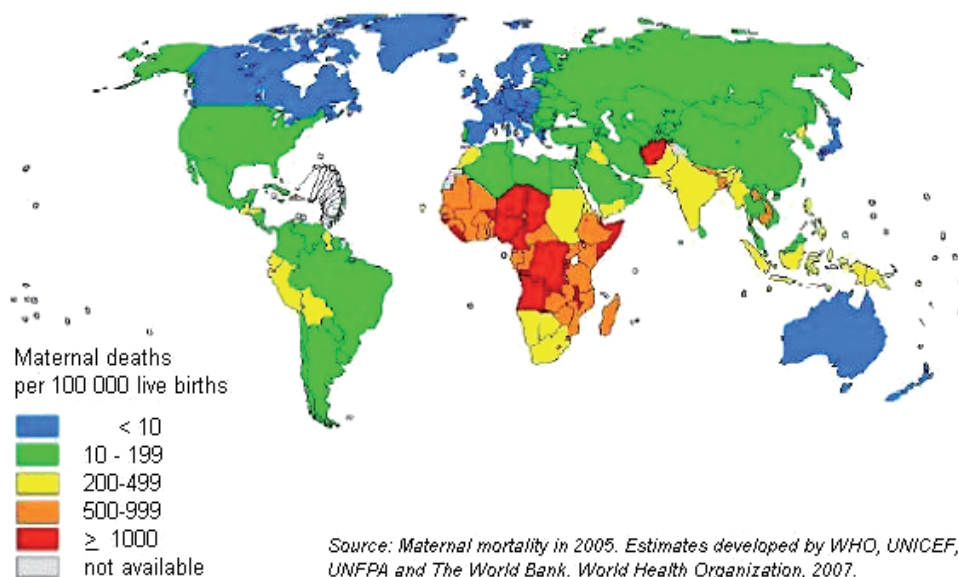 Maternal deaths
per 100 000 live births
< 10
10 - 199
200-499
500-999
≥ 1000
not available
Source: Maternal mortality in 2005. Estimates developed by WHO, UNICEF,
UNFPA and The World Bank, World Health Organization, 2007.